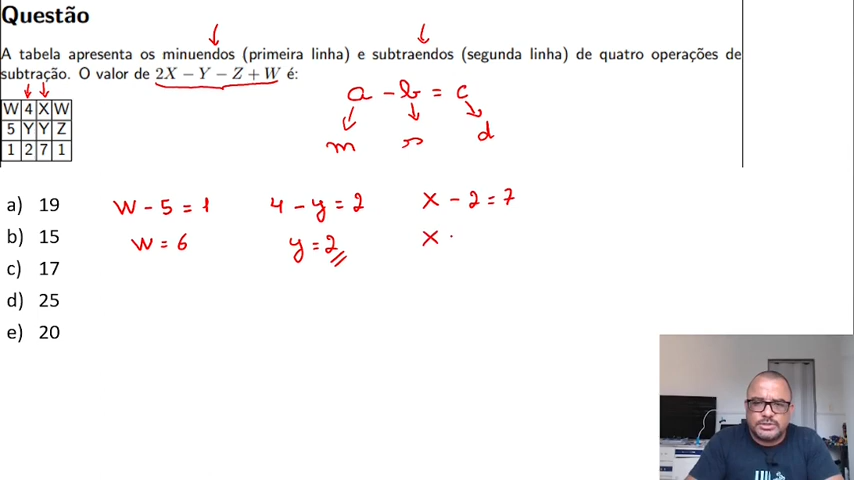 Questão
A tabela apresenta os minuendos (primeira linha) e subtraendos (segunda linha) de quatro operações de
subtração. O valor de 2X − Y − Z + W é:
W 4 X W
5 Y Y Z
1 2 7 1
a - b = c
m s d
a) 19
b) 15
c) 17
d) 25
e) 20
W - 5 = 1 4 - y = 2 X - 2 = 7
W = 6 y = 2 X